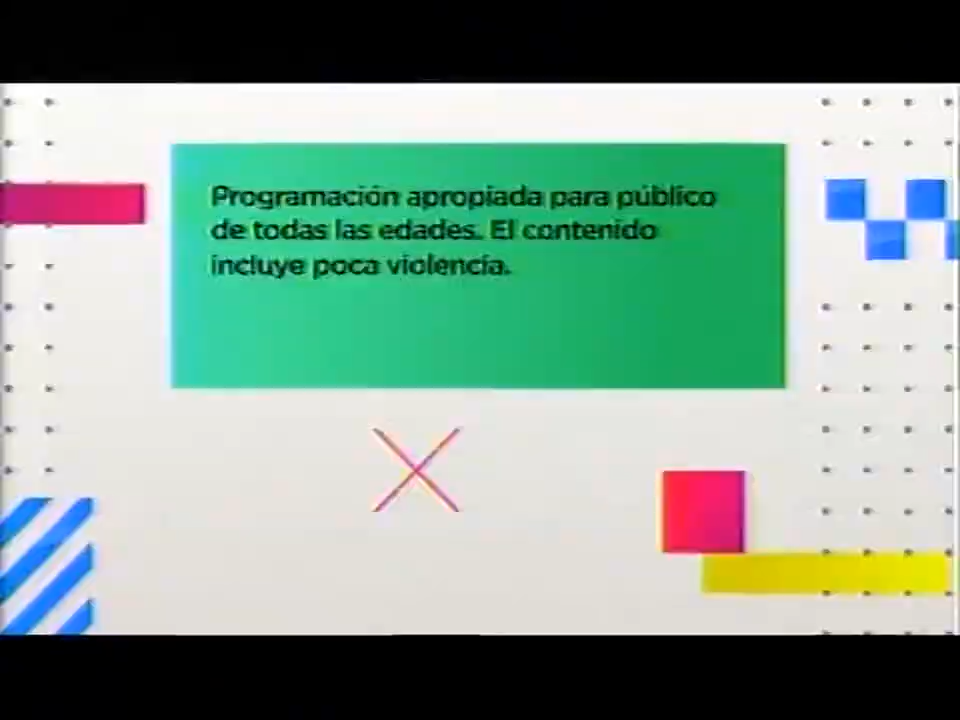 Programación apropiada para público
de todas las edades. El contenido
incluye poca violencia.